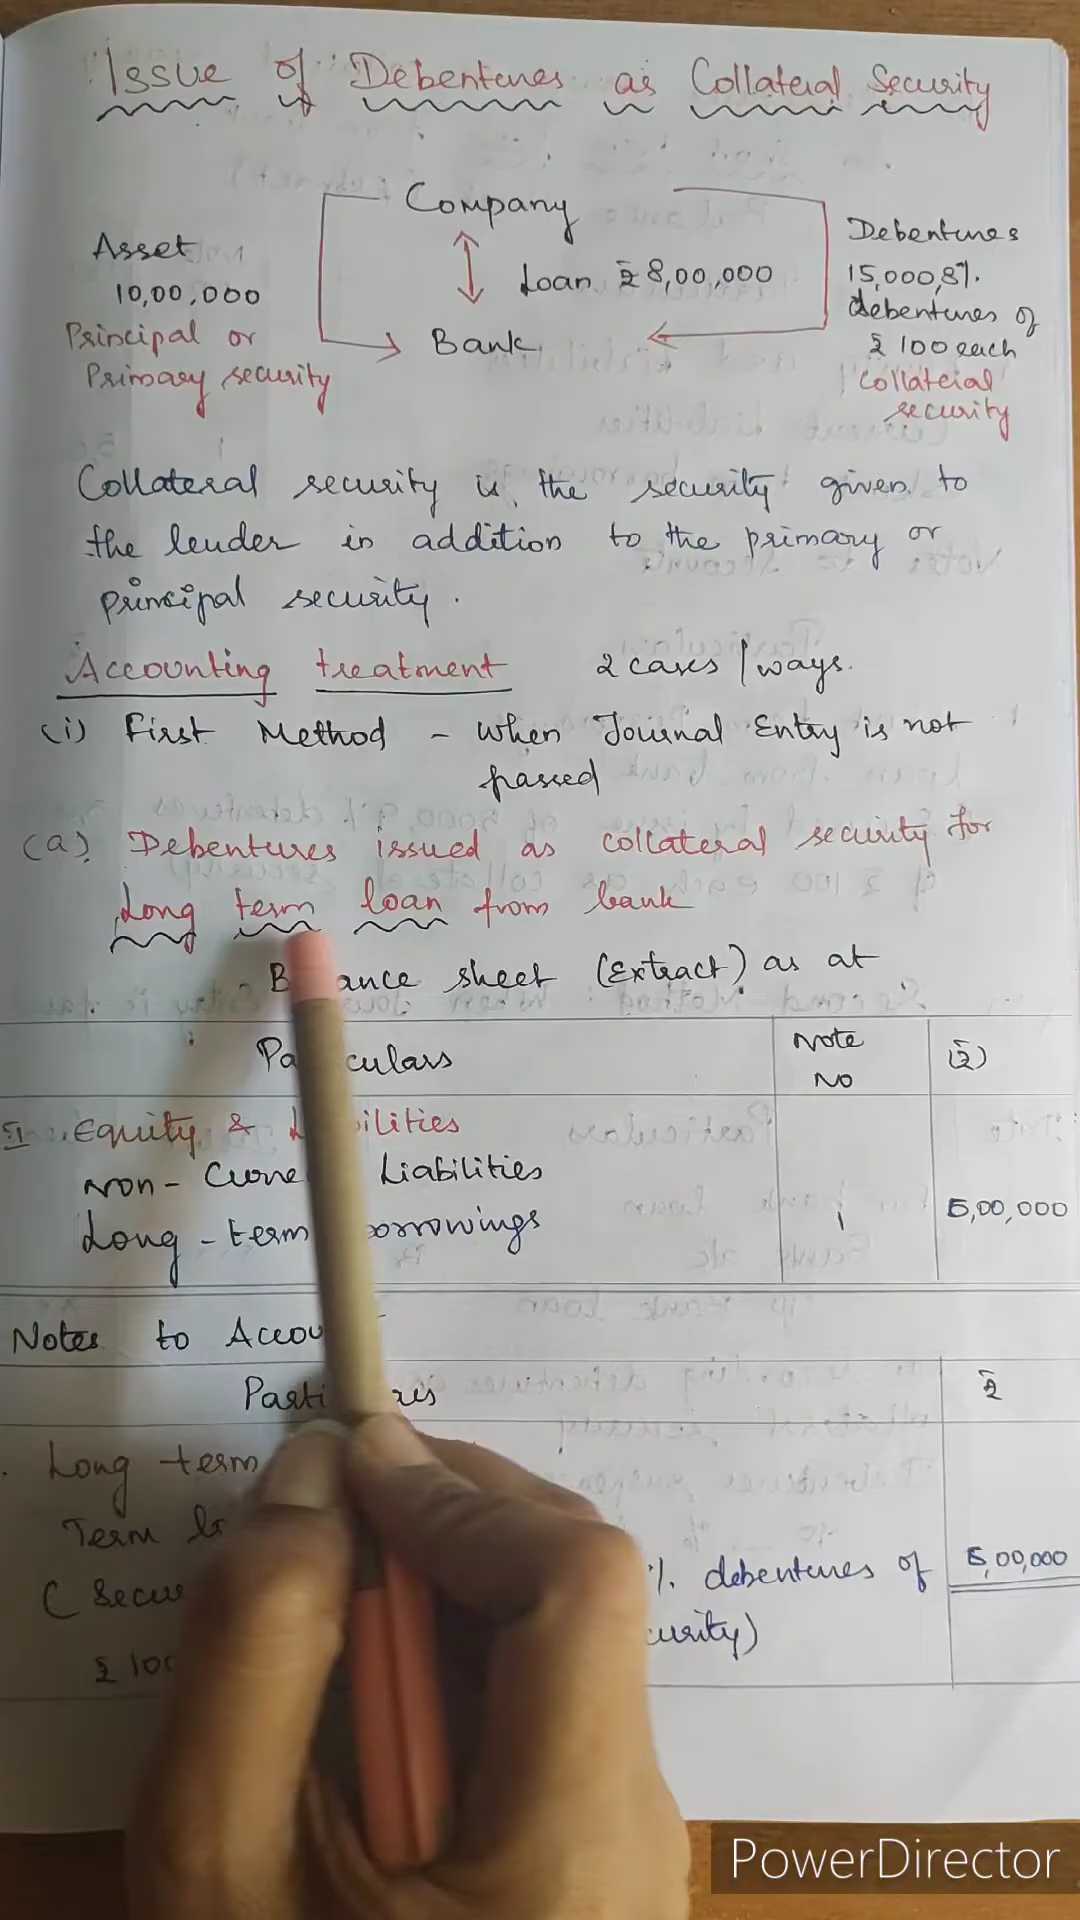 Issue of Debentures as Collateral Security
Company
Asset
10,00,000
Principal or
Primary security
Loan ₹ 8,00,000
Bank
Debentures
15,000, 8%
debentures of
₹ 100 each
Collateral
security
Collateral security is the security given to
the lender in addition to the primary or
principal security.
Accounting treatment 2 cases/ways.
(i) First Method - When Journal Entry is not
passed
(a) Debentures issued as collateral security for
Long term loan from bank
sheet (Extract) as at
Note
No
(₹)
I Equity &
Non- Liabilities
Long - term
1 5,00,000
Notes to
₹
Long term
Term
% debentures of 5,00,000
₹
PowerDirector